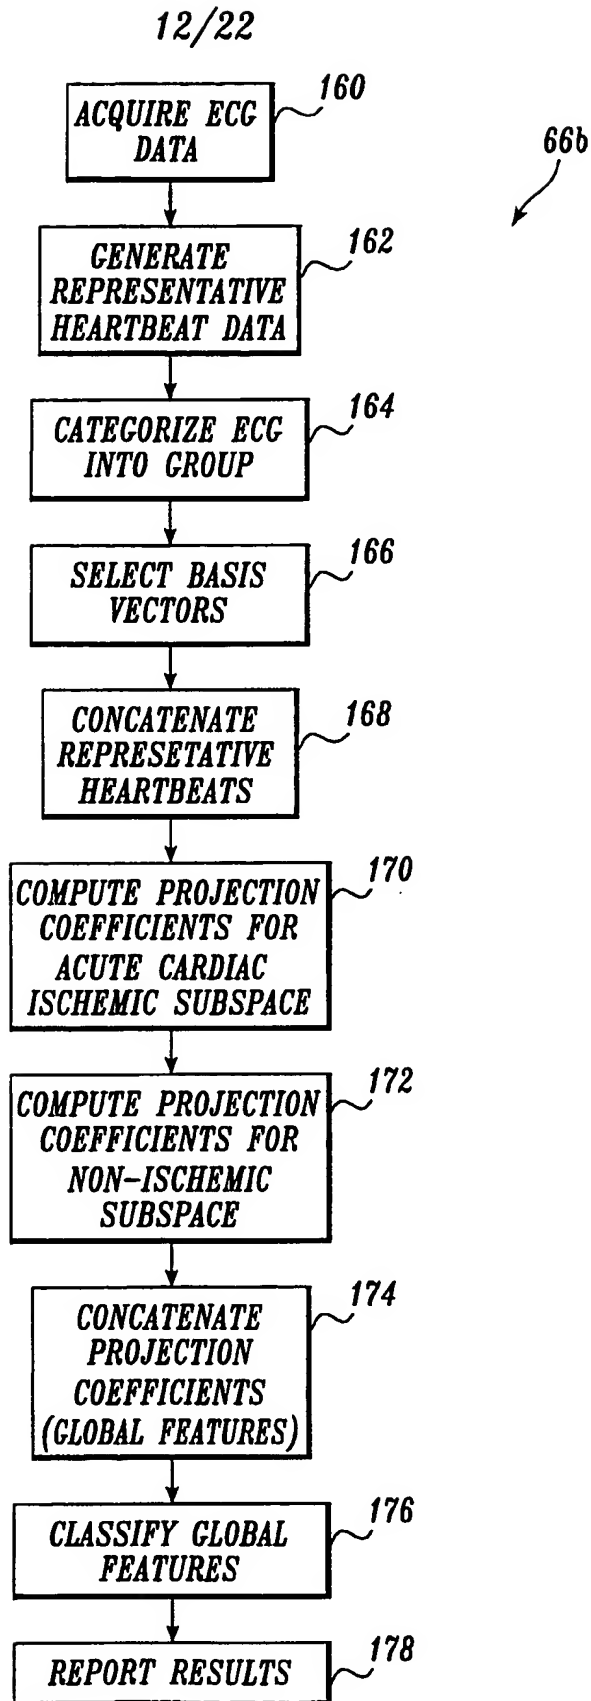 12/22
160
ACQUIRE ECG
DATA
66b
162
GENERATE
REPRESENTATIVE
HEARTBEAT DATA
164
CATEGORIZE ECG
INTO GROUP
166
SELECT BASIS
VECTORS
168
CONCATENATE
REPRESETATIVE
HEARTBEATS
170
COMPUTE PROJECTION
COEFFICIENTS FOR
ACUTE CARDIAC
ISCHEMIC SUBSPACE
172
COMPUTE PROJECTION
COEFFICIENTS FOR
NON-ISCHEMIC
SUBSPACE
174
CONCATENATE
PROJECTION
COEFFICIENTS
(GLOBAL FEATURES)
176
CLASSIFY GLOBAL
FEATURES
178
REPORT RESULTS